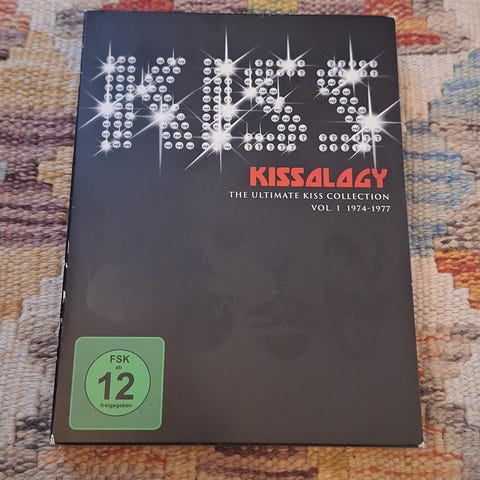 KISS
KISSOLOGY
THE ULTIMATE KISS COLLECTION
VOL. 1 1974-1977
FSK
ab
12
freigegeben